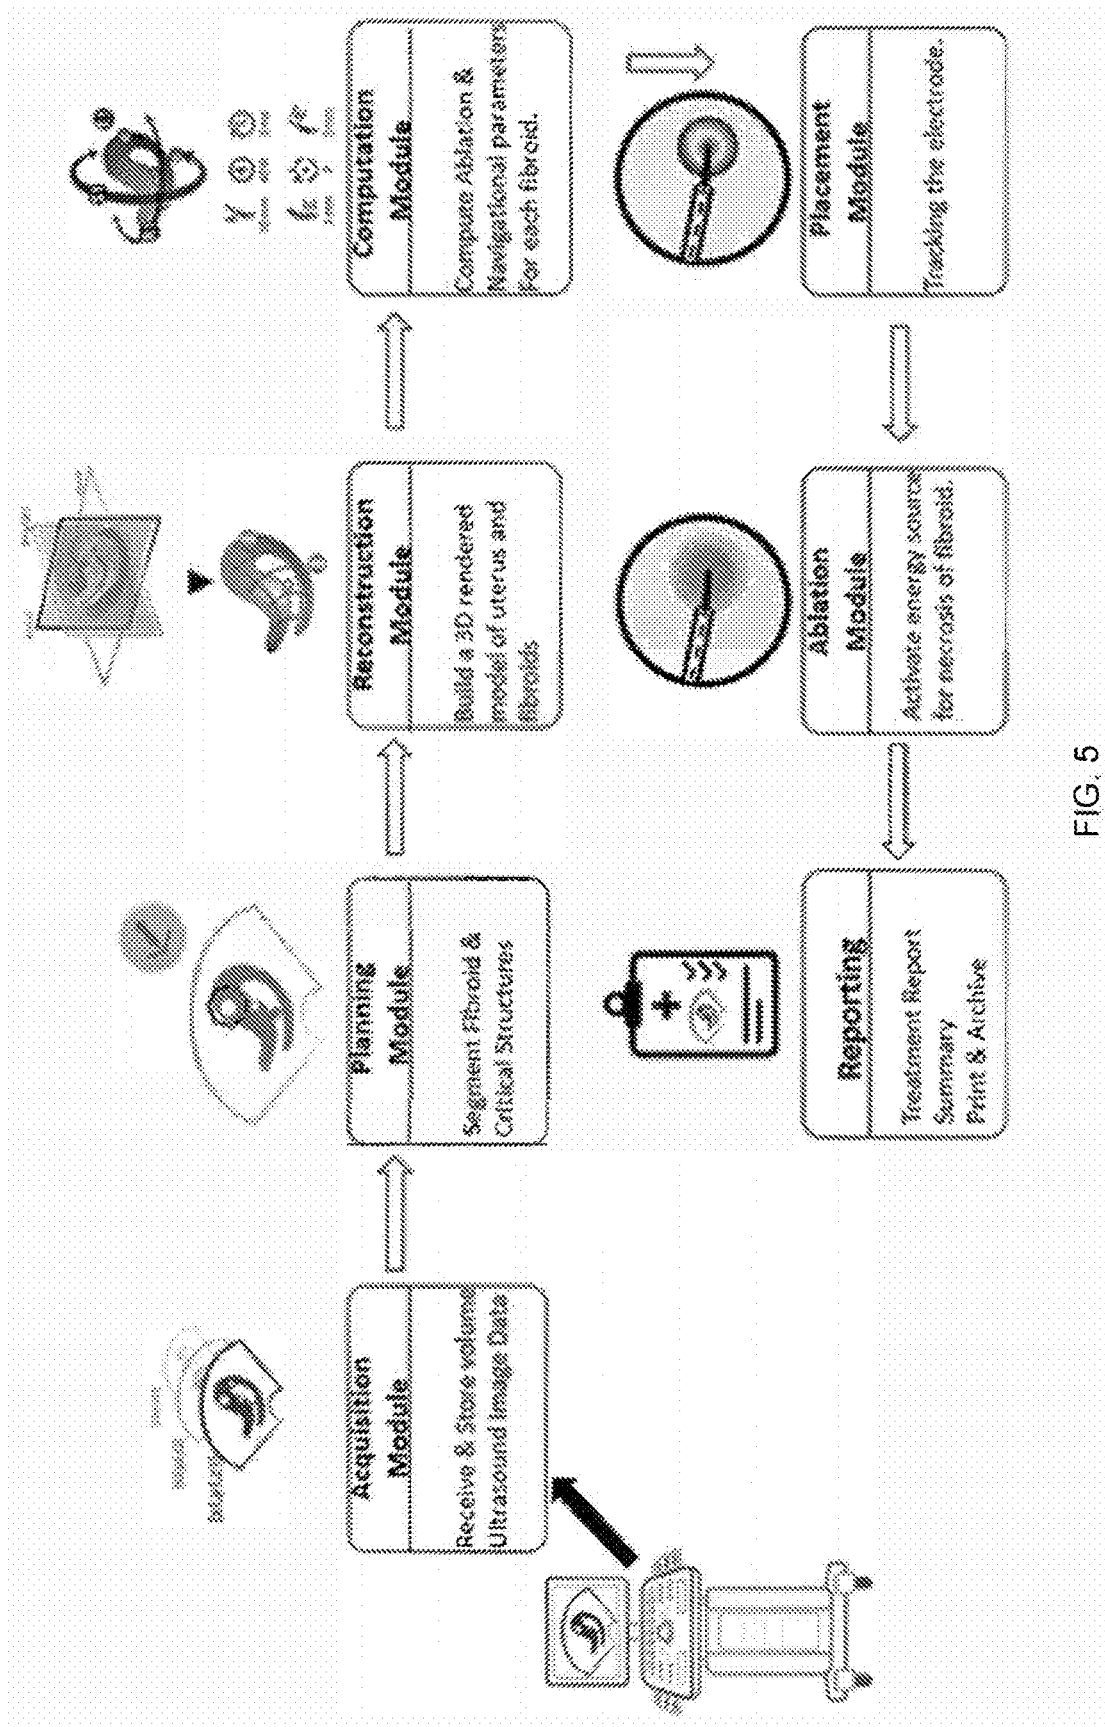 Acquisition
Module
Receive & Store volume
Ultrasound Image Data
Planning
Module
Segment Fibroid &
Critical Structures
Reconstruction
Module
Build a 3D rendered
model of uterus and
fibroids
Computation
Module
Compute Ablation &
Navigational parameters
For each fibroid.
Placement
Module
Tracking the electrode.
Ablation
Module
Activate energy source
for necrosis of fibroid.
Reporting
Treatment Report
Summary
Print & Archive
FIG. 5